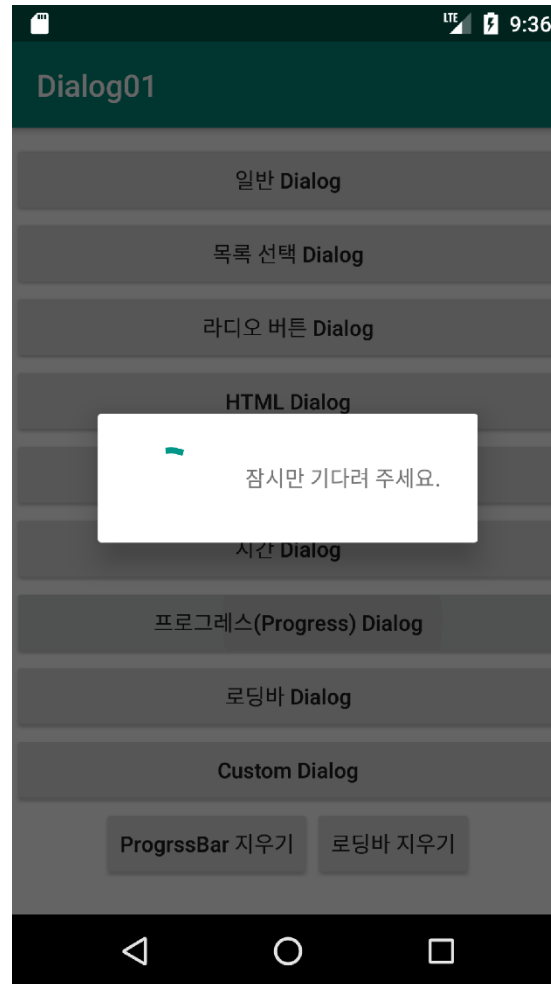 LTE 9:36
Dialog01
일반 Dialog
목록 선택 Dialog
라디오 버튼 Dialog
HTML Dialog
잠시만 기다려 주세요.
시간 Dialog
프로그레스(Progress) Dialog
로딩바 Dialog
Custom Dialog
ProgrssBar 지우기 로딩바 지우기